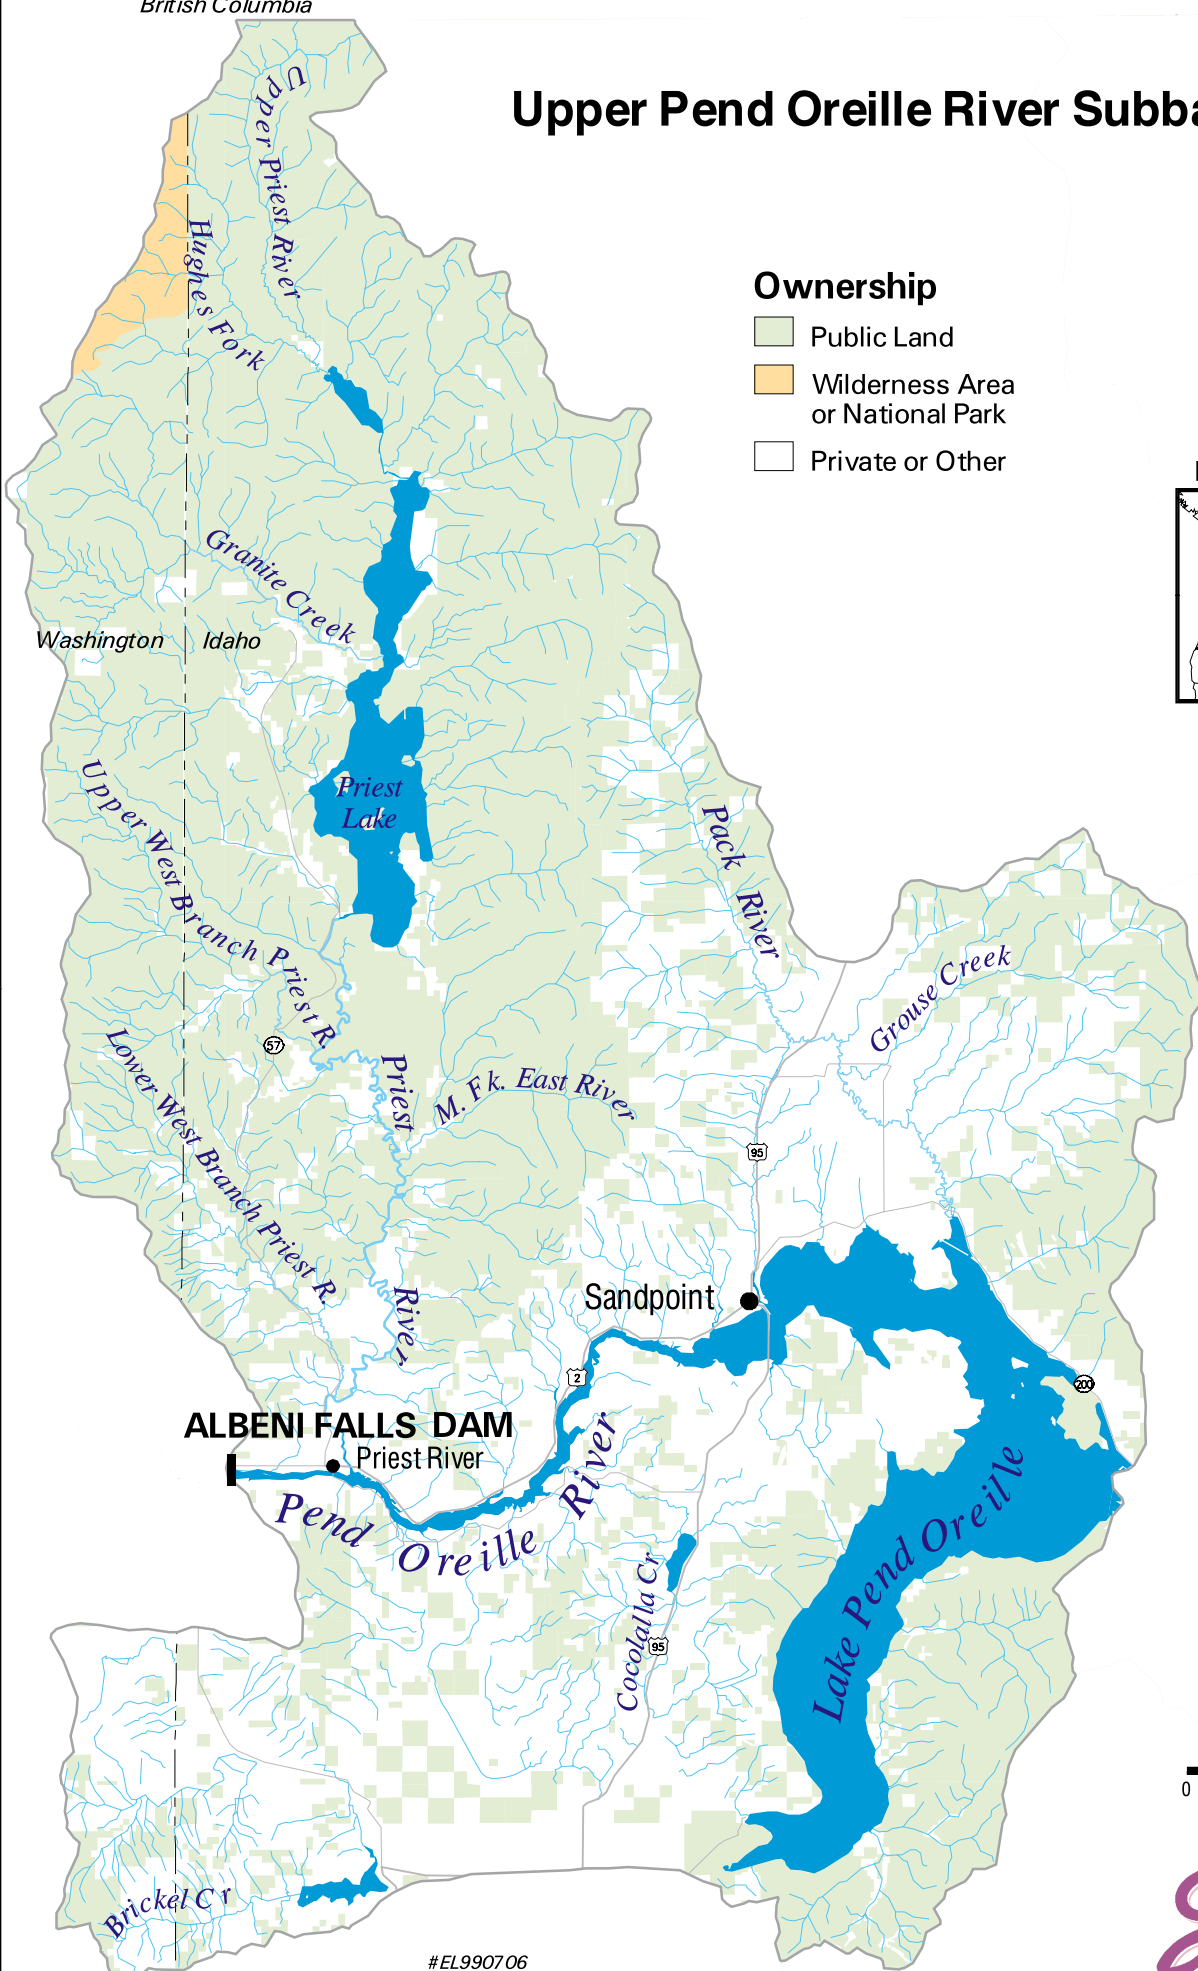 British Columbia
Upper Pend Oreille River Subba
Upper Priest River
Hughes Fork
Ownership
Public Land
Wilderness Area
or National Park
Private or Other
Granite Creek
Washington
Idaho
Priest
Lake
Upper West Branch Priest R.
Pack River
Grouse Creek
Lower West Branch Priest R.
57
Priest River
M. Fk. East River
95
Sandpoint
2
200
ALBENI FALLS DAM
Priest River
Pend Oreille River
Lake Pend Oreille
Cocolalla Cr
95
0
Brickel Cr
#EL990706